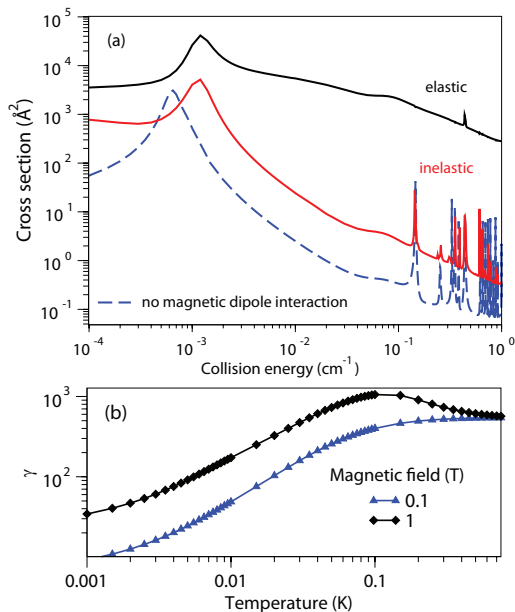 (a)
10^5
10^4
10^3
10^2
10^1
10^0
10^-1
Cross section (Å^2)
elastic
inelastic
no magnetic dipole interaction
10^-4 10^-3 10^-2 10^-1 10^0
Collision energy (cm^-1)
(b)
10^3
10^2
γ
Magnetic field (T)
0.1
1
0.001 0.01 0.1
Temperature (K)